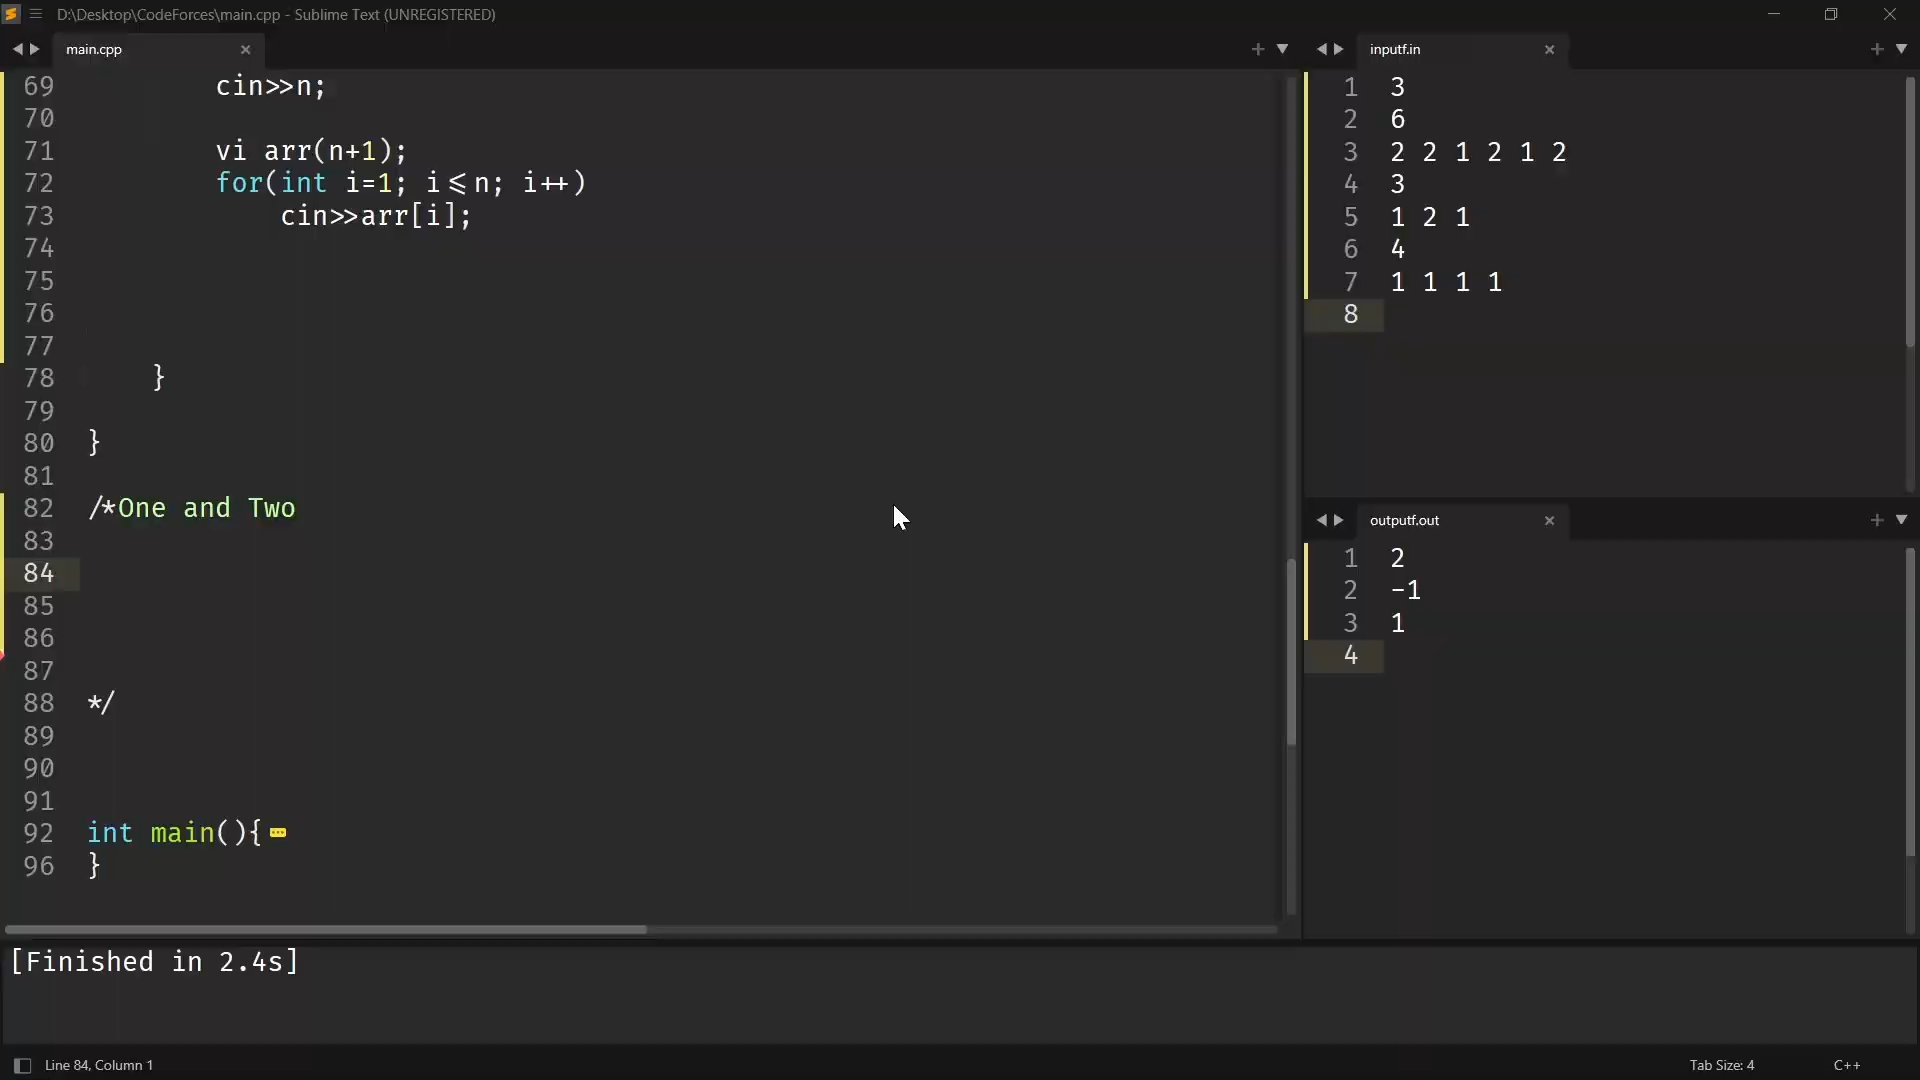 D:\Desktop\CodeForces\main.cpp - Sublime Text (UNREGISTERED)
main.cpp
69 cin>>n;
70
71 vi arr(n+1);
72 for(int i=1; i<=n; i++)
73 cin>>arr[i];
74
75
76
77
78 }
79
80 }
81
82 /*One and Two
83
84
85
86
87
88 */
89
90
91
92 int main(){
96 }
inputf.in
1 3
2 6
3 2 2 1 2 1 2
4 3
5 1 2 1
6 4
7 1 1 1 1
8
outputf.out
1 2
2 -1
3 1
4
[Finished in 2.4s]
Line 84, Column 1
Tab Size: 4
C++